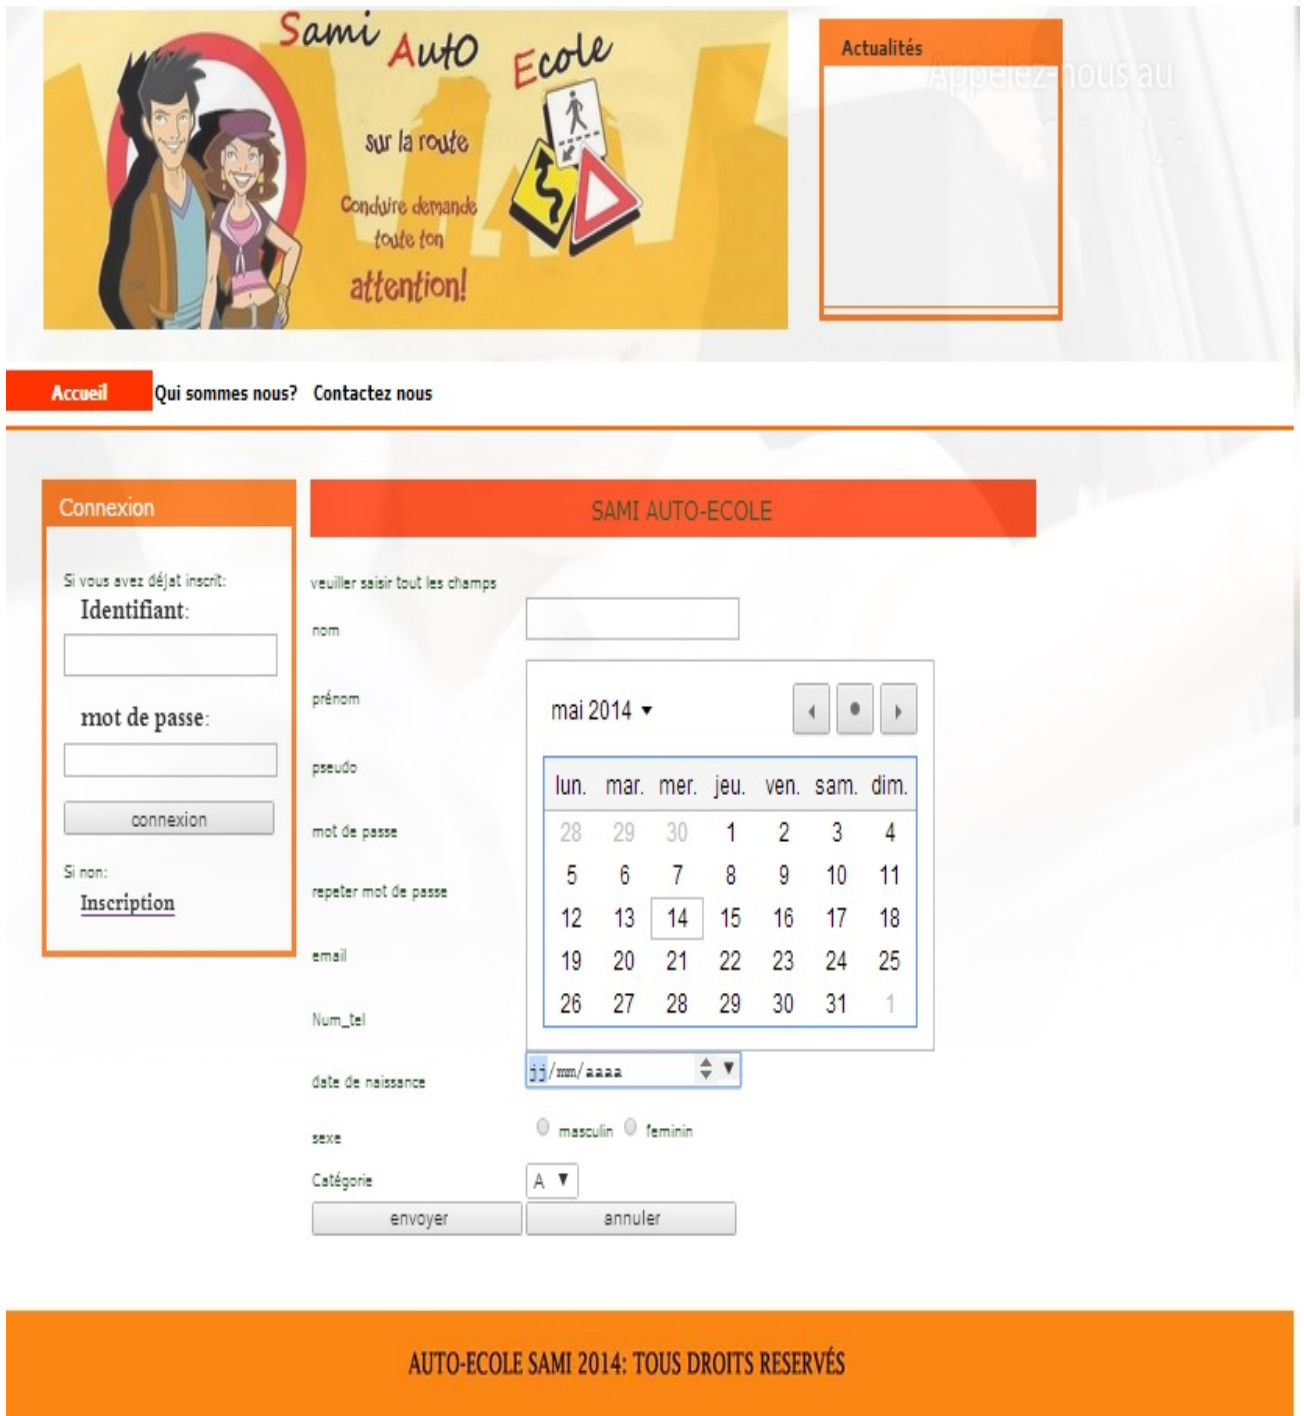 Sami Auto Ecole
sur la route
Conduire demande
toute ton
attention!
Actualités
Appelez-nous au
Accueil Qui sommes nous? Contactez nous
Connexion
Si vous avez déjat inscrit:
Identifiant:
mot de passe:
connexion
Si non:
Inscription
SAMI AUTO-ECOLE
veuiller saisir tout les champs
nom
prénom
pseudo
mot de passe
repeter mot de passe
email
Num_tel
mai 2014
lun. mar. mer. jeu. ven. sam. dim.
28 29 30 1 2 3 4
5 6 7 8 9 10 11
12 13 14 15 16 17 18
19 20 21 22 23 24 25
26 27 28 29 30 31 1
date de naissance jj/mm/aaaa
sexe masculin feminin
Catégorie A
envoyer annuler
AUTO-ECOLE SAMI 2014: TOUS DROITS RESERVÉS